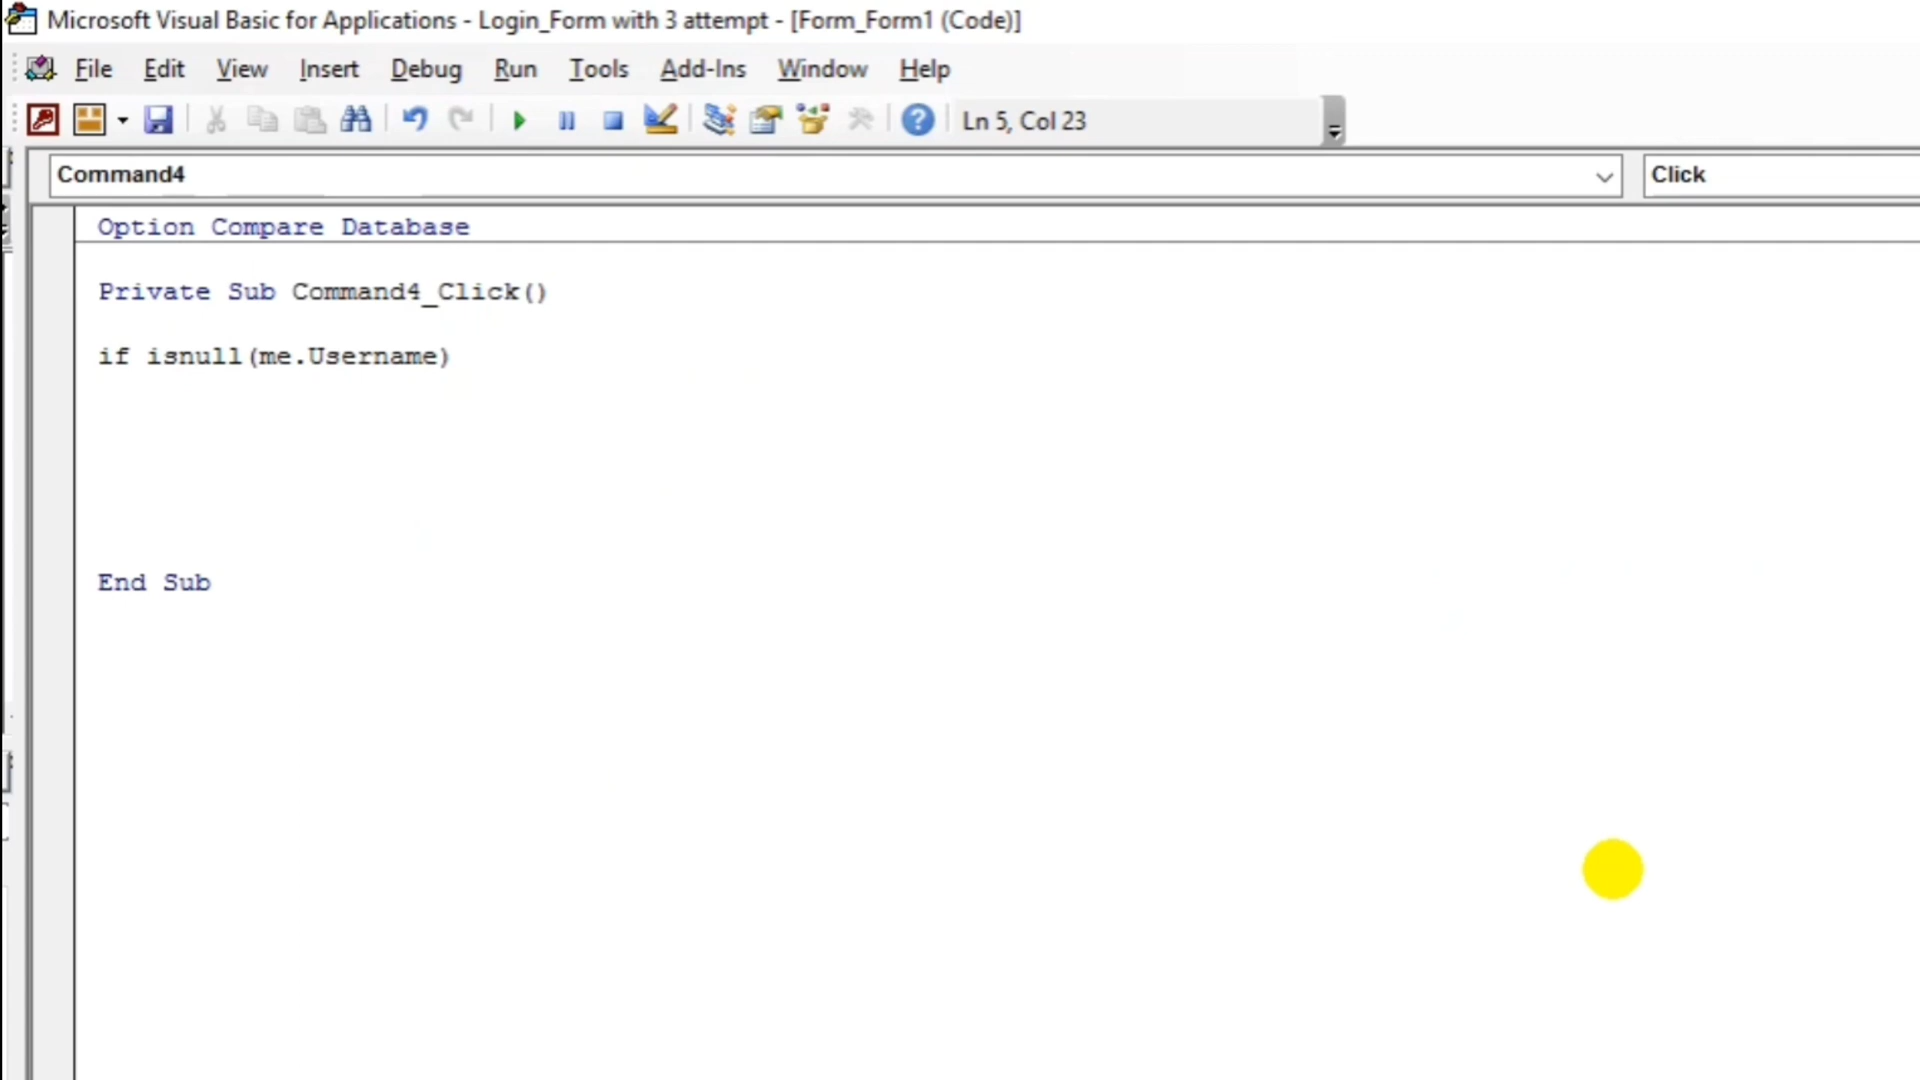 Microsoft Visual Basic for Applications - Login_Form with 3 attempt - [Form_Form1 (Code)]
File Edit View Insert Debug Run Tools Add-Ins Window Help
Ln 5, Col 23
Command4 Click
Option Compare Database
Private Sub Command4_Click()
if isnull(me.Username)
End Sub